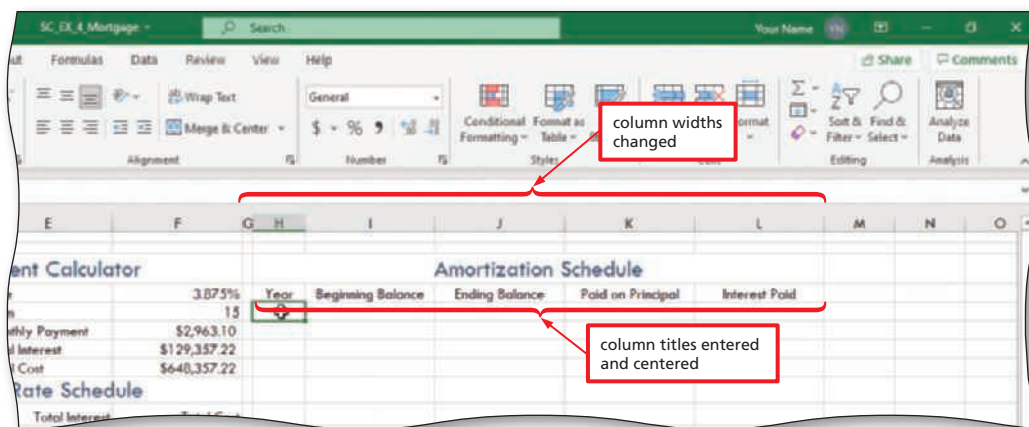 SC_EX_4_Mortgage
Search
Your Name
YN
Formulas Data Review View Help
Share Comments
Wrap Text
General
Merge & Center
$ % 9
Conditional Formatting
Format as Table
Sort & Filter
Find & Select
Analyze Data
Alignment Number Styles Editing Analysis
column widths
changed
E F G H I J K L M N O
ent Calculator Amortization Schedule
3.875% Year Beginning Balance Ending Balance Paid on Principal Interest Paid
15
thly Payment $2,963.10
l Interest $129,357.22
Cost $648,357.22
column titles entered
and centered
Rate Schedule
Total Interest